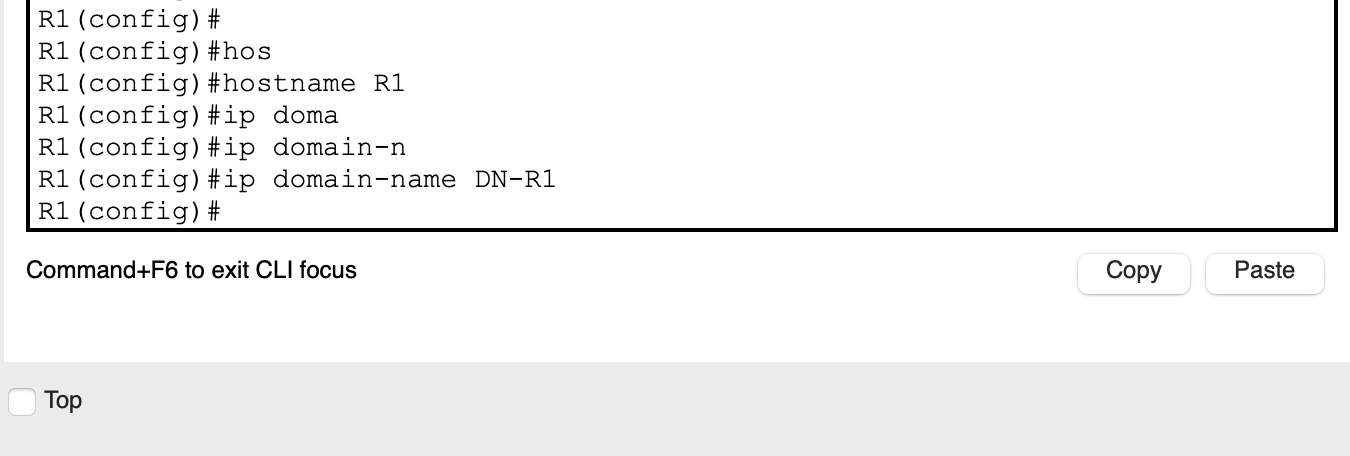 R1(config)#
R1(config)#hos
R1(config)#hostname R1
R1(config)#ip doma
R1(config)#ip domain-n
R1(config)#ip domain-name DN-R1
R1(config)#
Command+F6 to exit CLI focus
Copy
Paste
Top